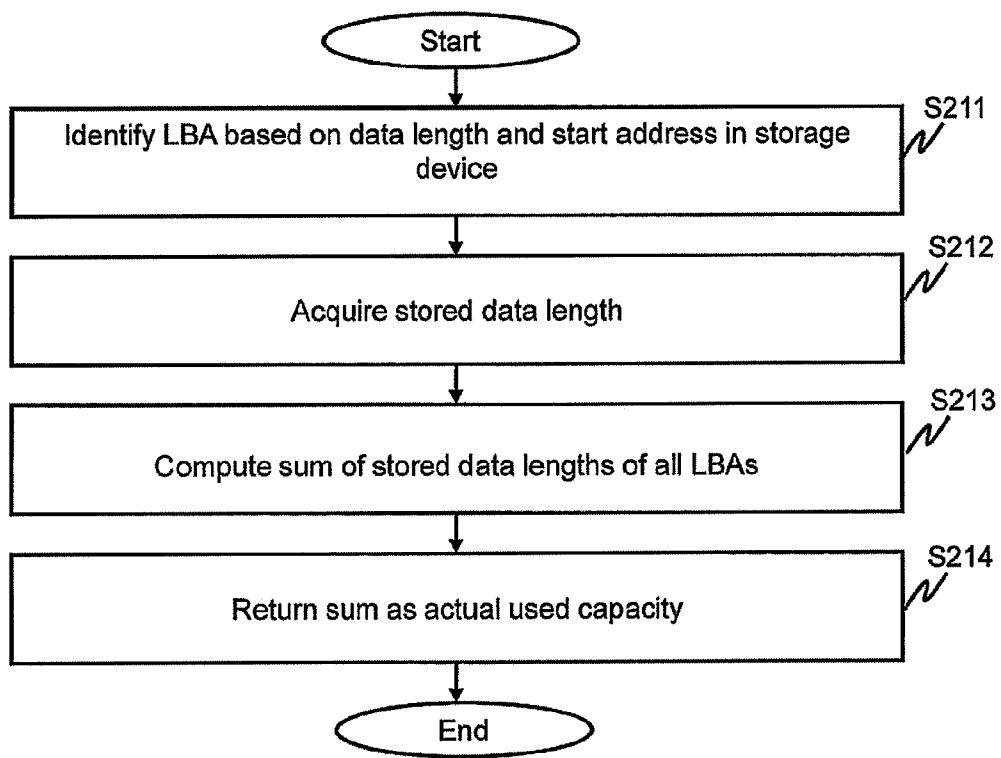 Start
S211
Identify LBA based on data length and start address in storage
device
S212
Acquire stored data length
S213
Compute sum of stored data lengths of all LBAs
S214
Return sum as actual used capacity
End